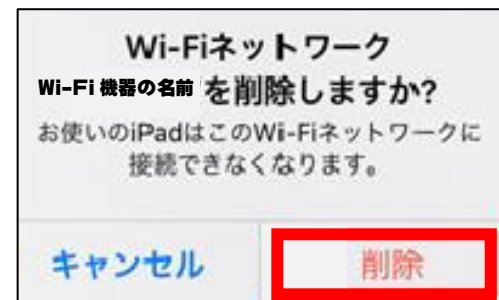 Wi-Fiネットワーク
Wi-Fi 機器の名前 を削除しますか?
お使いのiPadはこのWi-Fiネットワークに
接続できなくなります。
キャンセル 削除